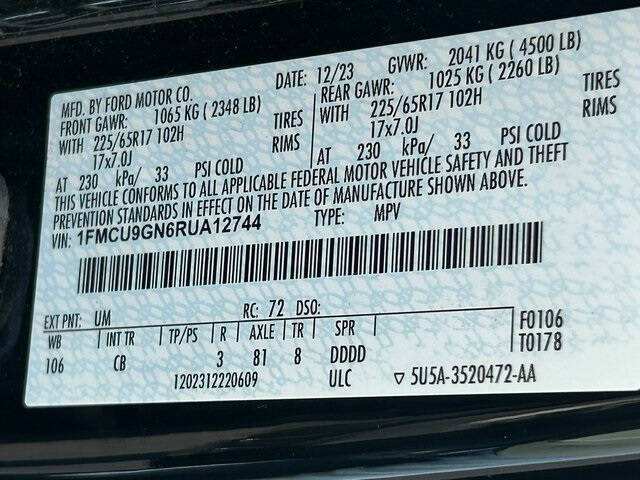 DATE: 12/23 GVWR: 2041 KG ( 4500 LB)
MFD. BY FORD MOTOR CO. REAR GAWR: 1025 KG ( 2260 LB)
FRONT GAWR: 1065 KG ( 2348 LB) WITH 225/65R17 102H TIRES
WITH 225/65R17 102H TIRES 17x7.0J RIMS
17x7.0J RIMS AT 230 kPa/ 33 PSI COLD
AT 230 kPa/ 33 PSI COLD
THIS VEHICLE CONFORMS TO ALL APPLICABLE FEDERAL MOTOR VEHICLE SAFETY AND THEFT
PREVENTION STANDARDS IN EFFECT ON THE DATE OF MANUFACTURE SHOWN ABOVE.
VIN: 1FMCU9GN6RUA12744 TYPE: MPV
EXT PNT: UM RC: 72 DSO:
WB INT TR TP/PS R AXLE TR SPR F0106
106 CB 3 81 8 DDDD T0178
1202312220609 ULC ▽ 5U5A-3520472-AA